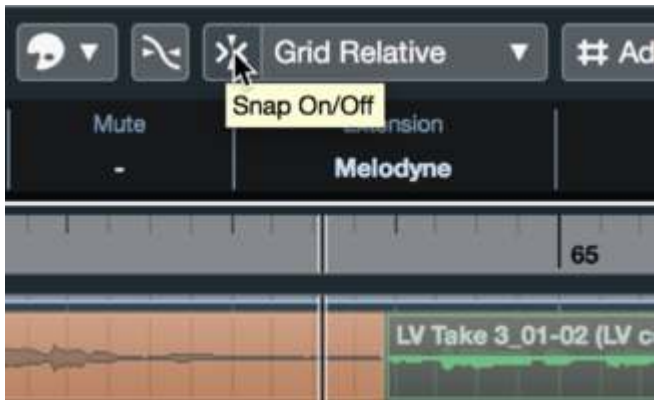 Grid Relative
Ad
Snap On/Off
Mute
Extension
-
Melodyne
65
LV Take 3_01-02 (LV c